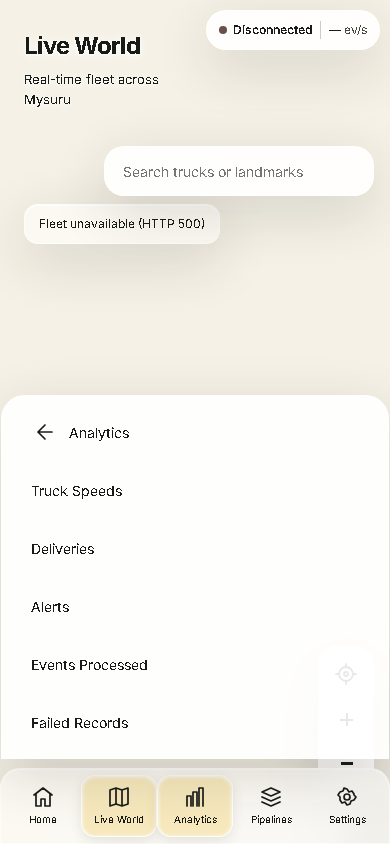 Live World
Disconnected
— ev/s
Real-time fleet across
Mysuru
Search trucks or landmarks
Fleet unavailable (HTTP 500)
Analytics
Truck Speeds
Deliveries
Alerts
Events Processed
Failed Records
Home
Live World
Analytics
Pipelines
Settings